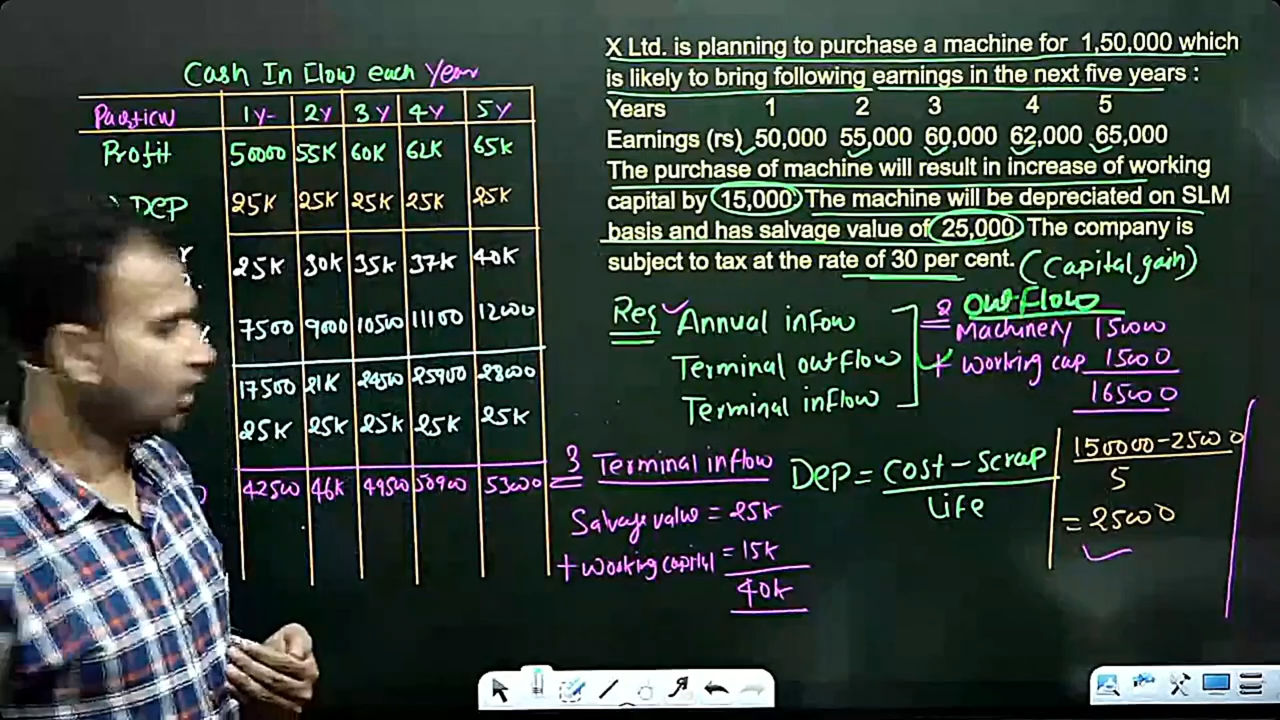 X Ltd. is planning to purchase a machine for 1,50,000 which
is likely to bring following earnings in the next five years :
Years 1 2 3 4 5
Earnings (rs) 50,000 55,000 60,000 62,000 65,000
The purchase of machine will result in increase of working
capital by 15,000. The machine will be depreciated on SLM
basis and has salvage value of 25,000 The company is
subject to tax at the rate of 30 per cent. (Capital gain)
Cash In Flow each Year
1y- 2y 3y 4y 5y
Profit 50000 55K 60K 62K 65K
DEP 25K 25K 25K 25K 25K
25K 30K 35K 37K 40K
7500 9000 10500 11100 12000
17500 21K 24500 25900 28000
25K 25K 25K 25K 25K
42500 46K 49500 50900 53000
Req Annual infow
Terminal outflow
Terminal inflow
2 Outflow
Machinery 150000
+ Working cap 15000
165000
3 Terminal inflow
Salvage value = 25K
+ Working capital = 15K
40K
Dep = Cost - Scrap
Life
150000-25000
5
= 25000